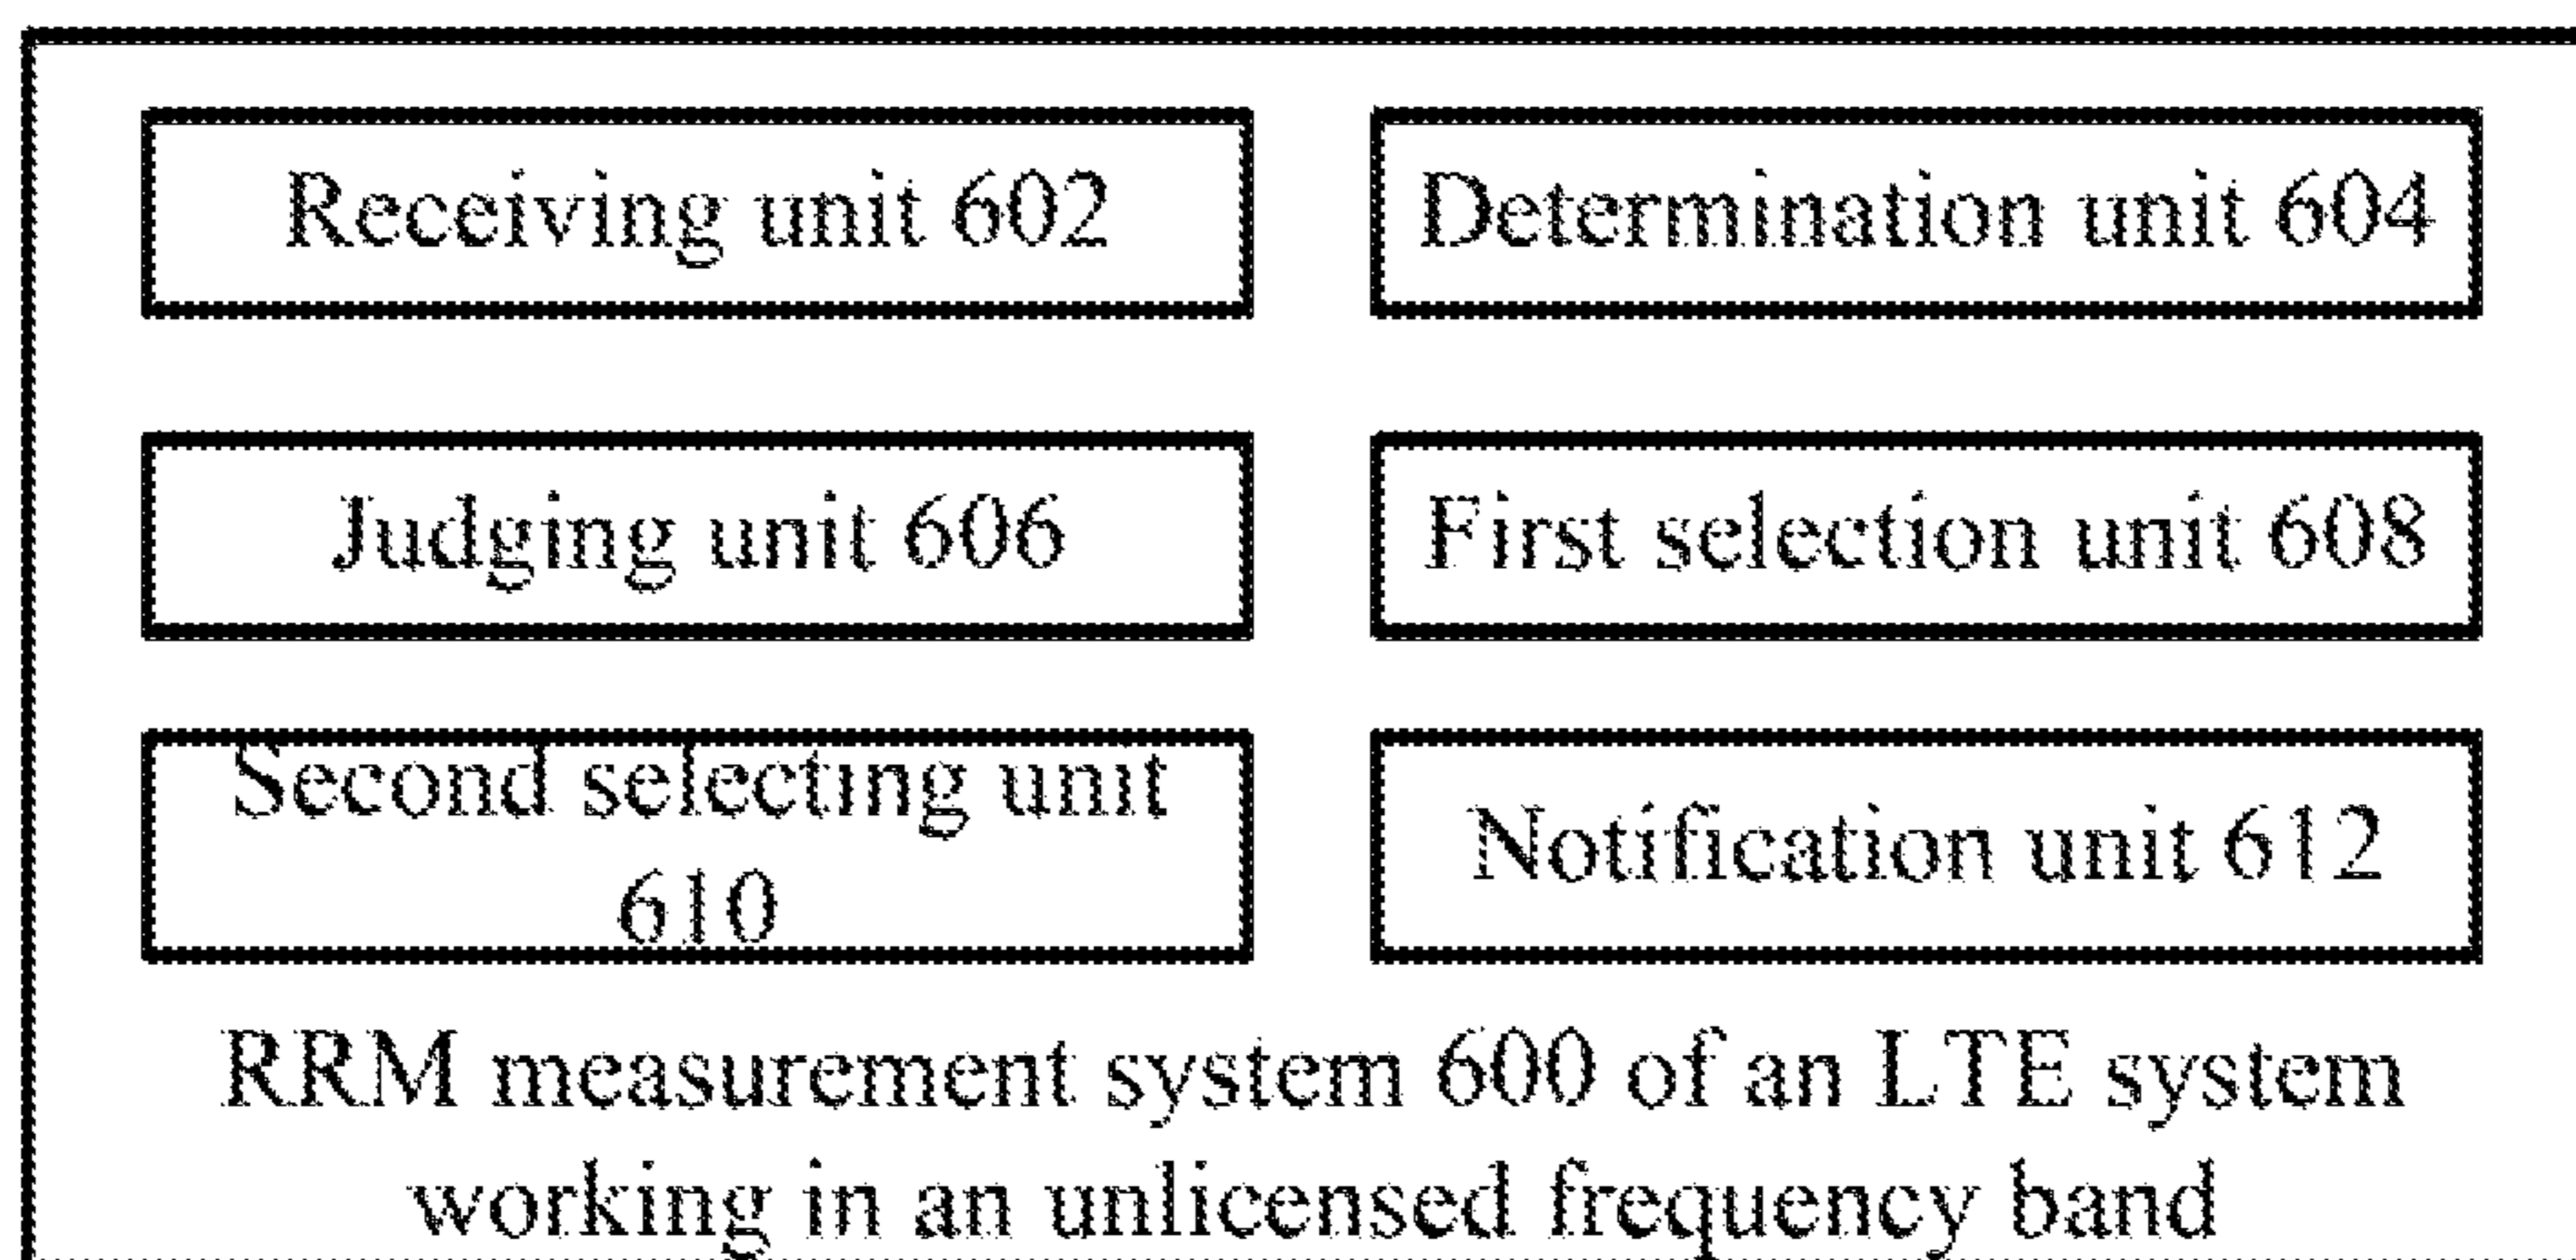 Receiving unit 602
Determination unit 604
Judging unit 606
First selection unit 608
Second selecting unit
610
Notification unit 612
RRM measurement system 600 of an LTE system
working in an unlicensed frequency band